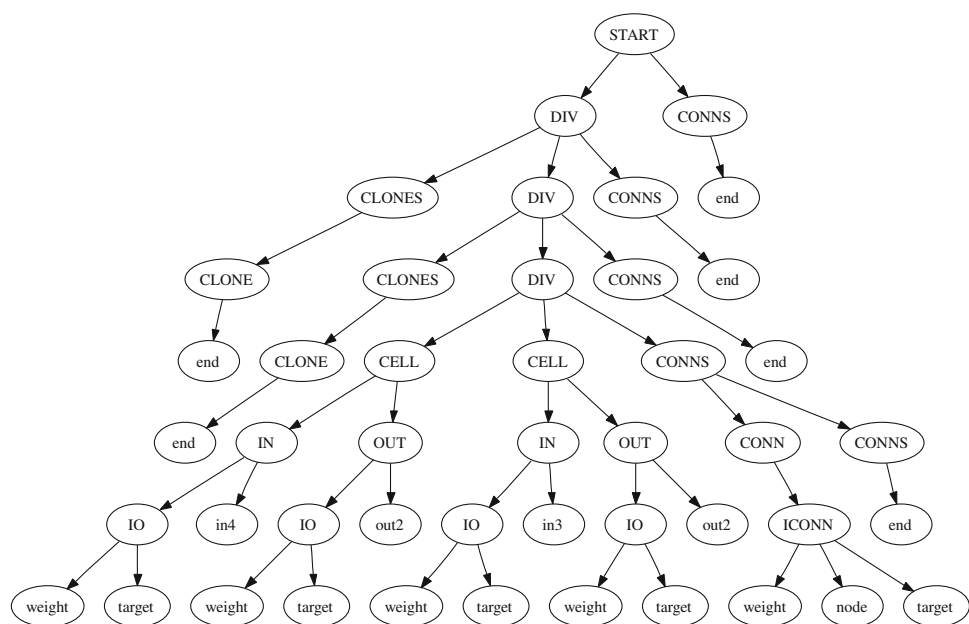 START
DIV CONNS
CLONES DIV CONNS end
CLONE CLONES DIV CONNS end
end CLONE CELL CELL CONNS end
end IN OUT IN OUT CONN CONNS
IO in4 IO out2 IO in3 IO out2 ICONN end
weight target weight target weight target weight target weight node target